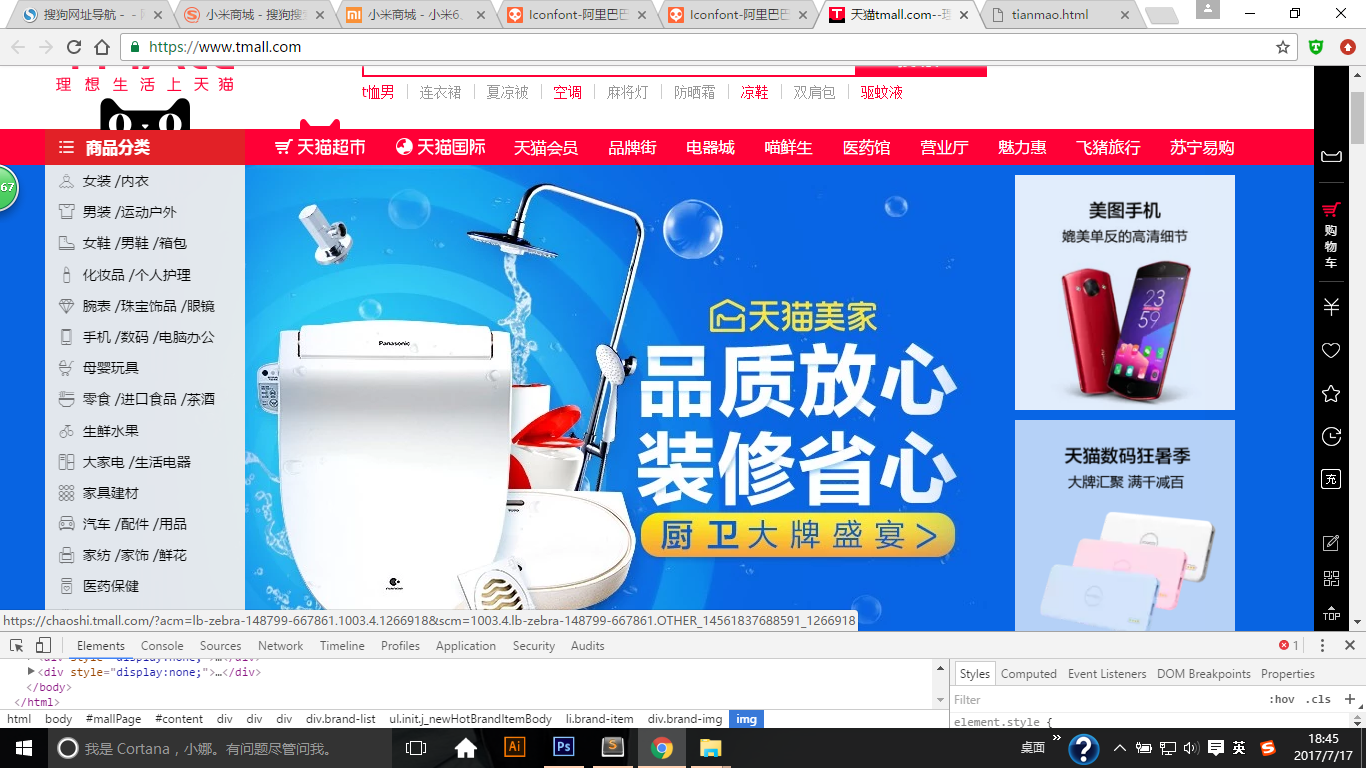 搜狗网址导航 -
小米商城 - 搜狗搜
小米商城 - 小米6
Iconfont-阿里巴巴
Iconfont-阿里巴巴
天猫tmall.com--理
tianmao.html
https://www.tmall.com
理想生活上天猫
t恤男
连衣裙
夏凉被
空调
麻将灯
防晒霜
凉鞋
双肩包
驱蚊液
商品分类
天猫超市
天猫国际
天猫会员
品牌街
电器城
喵鲜生
医药馆
营业厅
魅力惠
飞猪旅行
苏宁易购
67
女装 /内衣
男装 /运动户外
女鞋 /男鞋 /箱包
化妆品 /个人护理
腕表 /珠宝饰品 /眼镜
手机 /数码 /电脑办公
母婴玩具
零食 /进口食品 /茶酒
生鲜水果
大家电 /生活电器
家具建材
汽车 /配件 /用品
家纺 /家饰 /鲜花
医药保健
Panasonic
天猫美家
品质放心
装修省心
厨卫大牌盛宴 >
美图手机
媲美单反的高清细节
23
59
天猫数码狂暑季
大牌汇聚 满千减百
购物车
充
TOP
https://chaoshi.tmall.com/?acm=lb-zebra-148799-667861.1003.4.1266918&scm=1003.4.lb-zebra-148799-667861.OTHER_14561837688591_1266918
Elements
Console
Sources
Network
Timeline
Profiles
Application
Security
Audits
1
<div style="display:none;">…</div>
<div style="display:none;">…</div>
</body>
</html>
html
body
#mallPage
#content
div
div
div
div.brand-list
ul.init.j_newHotBrandItemBody
li.brand-item
div.brand-img
img
Styles
Computed
Event Listeners
DOM Breakpoints
Properties
Filter
:hov
.cls
+
element.style {
我是 Cortana，小娜。有问题尽管问我。
Ai
Ps
S
桌面
英
18:45
2017/7/17